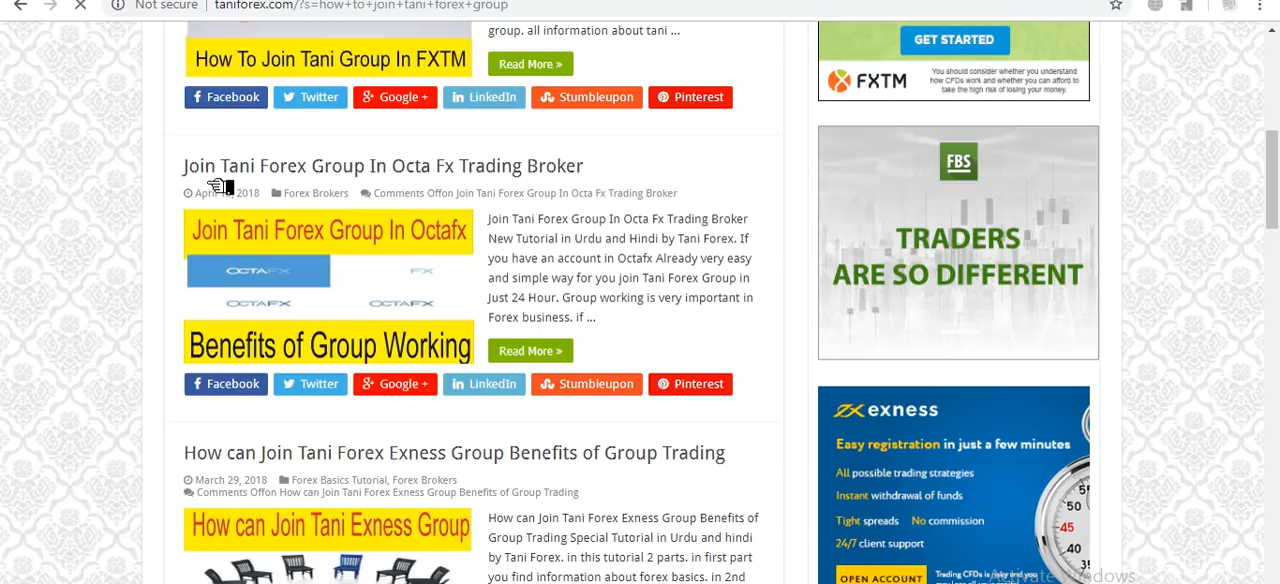 Not secure | taniforex.com/?s=how+to+join+tani+forex+group
group. all information about tani ...
How To Join Tani Group In FXTM
Read More »
Facebook
Twitter
Google +
LinkedIn
Stumbleupon
Pinterest
Join Tani Forex Group In Octa Fx Trading Broker
2018
Forex Brokers
Comments Offon Join Tani Forex Group In Octa Fx Trading Broker
Join Tani Forex Group In Octafx
OCTAFX
FX
OCTAFX
OCTAFX
Benefits of Group Working
Join Tani Forex Group In Octa Fx Trading Broker
New Tutorial in Urdu and Hindi by Tani Forex. If
you have an account in Octafx Already very easy
and simple way for you join Tani Forex Group in
Just 24 Hour. Group working is very important in
Forex business. if ...
Read More »
Facebook
Twitter
Google +
LinkedIn
Stumbleupon
Pinterest
How can Join Tani Forex Exness Group Benefits of Group Trading
March 29, 2018
Forex Basics Tutorial, Forex Brokers
Comments Offon How can Join Tani Forex Exness Group Benefits of Group Trading
How can Join Tani Exness Group
How can Join Tani Forex Exness Group Benefits of
Group Trading Special Tutorial in Urdu and hindi
by Tani Forex. in this tutorial 2 parts. in first part
you find information about forex basics. in 2nd
GET STARTED
FXTM
You should consider whether you
understand how CFDs work and whether you can afford to
take the high risk of losing your money.
FBS
TRADERS
ARE SO DIFFERENT
exness
Easy registration in just a few minutes
All possible trading strategies
Instant withdrawal of funds
Tight spreads No commission
24/7 client support
55
50
45
40
OPEN ACCOUNT
Trading CFDs is risky and
Activate Windows